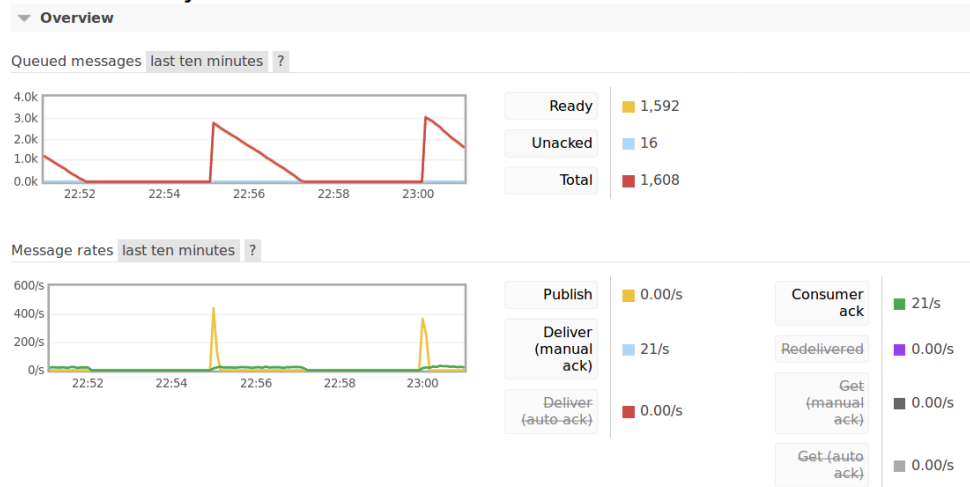 Overview
Queued messages last ten minutes ?
4.0k
3.0k
2.0k
1.0k
0.0k
22:52 22:54 22:56 22:58 23:00
Ready 1,592
Unacked 16
Total 1,608
Message rates last ten minutes ?
600/s
400/s
200/s
0/s
22:52 22:54 22:56 22:58 23:00
Publish 0.00/s
Deliver
(manual
ack)
21/s
Deliver
(auto ack)
0.00/s
Consumer
ack
21/s
Redelivered 0.00/s
Get
(manual
ack)
0.00/s
Get (auto
ack)
0.00/s